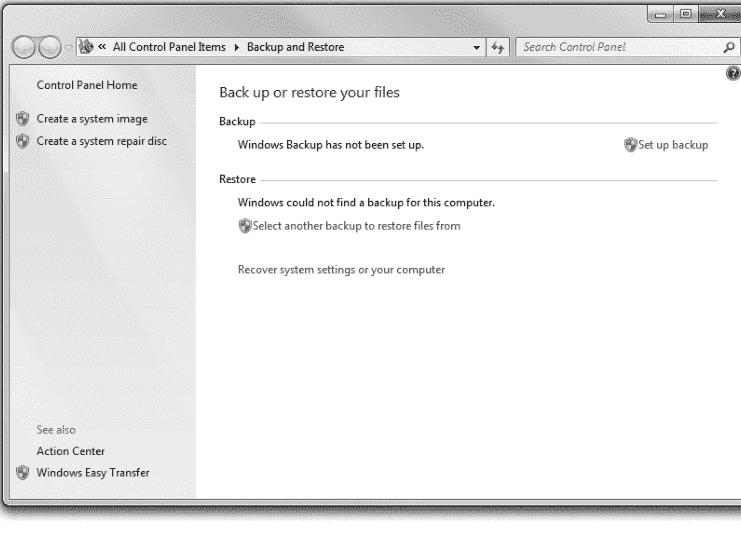 « All Control Panel Items ▸ Backup and Restore
Search Control Panel
Control Panel Home
Create a system image
Create a system repair disc
Back up or restore your files
Backup
Windows Backup has not been set up.
Set up backup
Restore
Windows could not find a backup for this computer.
Select another backup to restore files from
Recover system settings or your computer
See also
Action Center
Windows Easy Transfer